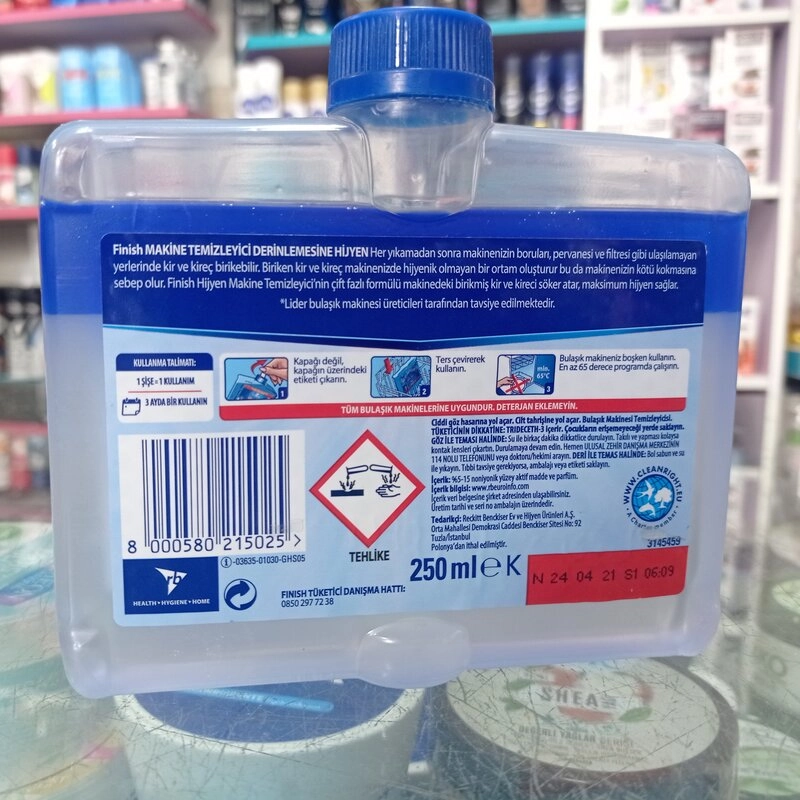 Finish MAKİNE TEMİZLEYİCİ DERİNLEMESİNE HİJYEN Her yıkamadan sonra makinenizin boruları, pervanesi ve filtresi gibi ulaşılamayan
yerlerinde kir ve kireç birikebilir. Biriken kir ve kireç makinenizde hijyenik olmayan bir ortam oluşturur bu da makinenizin kötü kokmasına
sebep olur. Finish Hijyen Makine Temizleyici'nin çift fazlı formülü makinedeki birikmiş kir ve kireci söker atar, maksimum hijyen sağlar.
*Lider bulaşık makinesi üreticileri tarafından tavsiye edilmektedir.
KULLANMA TALİMATI:
1 ŞİŞE = 1 KULLANIM
3 AYDA BİR KULLANIN
1
Kapağı değil,
kapağın üzerindeki
etiketi çıkarın.
2
Ters çevirerek
kullanın.
min.
65°C
3
Bulaşık makineniz boşken kullanın.
En az 65 derece programda çalıştırın.
TÜM BULAŞIK MAKİNELERİNE UYGUNDUR. DETERJAN EKLEMEYİN.
Ciddi göz hasarına yol açar. Cilt tahrişine yol açar. Bulaşık Makinesi Temizleyicisi.
TÜKETİCİNİN DİKKATİNE: TRIDECETH-3 içerir. Çocukların erişemeyeceği yerde saklayın.
GÖZ İLE TEMASI HALİNDE: Su ile birkaç dakika dikkatlice durulayın. Takılı ve yapması kolaysa
kontak lensleri çıkartın. Durulamaya devam edin. Hemen ULUSAL ZEHİR DANIŞMA MERKEZİNİN
114 NOLU TELEFONUNU veya doktoru/hekimi arayın. DERİ İLE TEMAS HALİNDE: Bol sabun ve su
ile yıkayın. Tıbbi tavsiye gerekiyorsa, ambalajı veya etiketi saklayın.
İçerik: %5-15 noniyonik yüzey aktif madde ve parfüm.
İçerik bilgisi: www.rbeuroinfo.com
İçerik veri belgesine şirket adresinden ulaşabilirsiniz.
Üretim tarihi ve seri no ambalajın üzerindedir.
Tedarikçi: Reckitt Benckiser Ev ve Hijyen Ürünleri A.Ş.
Orta Mahallesi Demokrasi Caddesi Benckiser Sitesi No: 92
Tuzla/İstanbul
Polonya'dan ithal edilmiştir.
WWW.CLEANRIGHT.EU
A Charter member
3145459
8 000580 215025 >
-03635-01030-GHS05
TEHLİKE
rb
HEALTH • HYGIENE • HOME
FINISH TÜKETİCİ DANIŞMA HATTI:
0850 297 72 38
250 ml e K
N 24 04 21 S1 06:09
SHEA